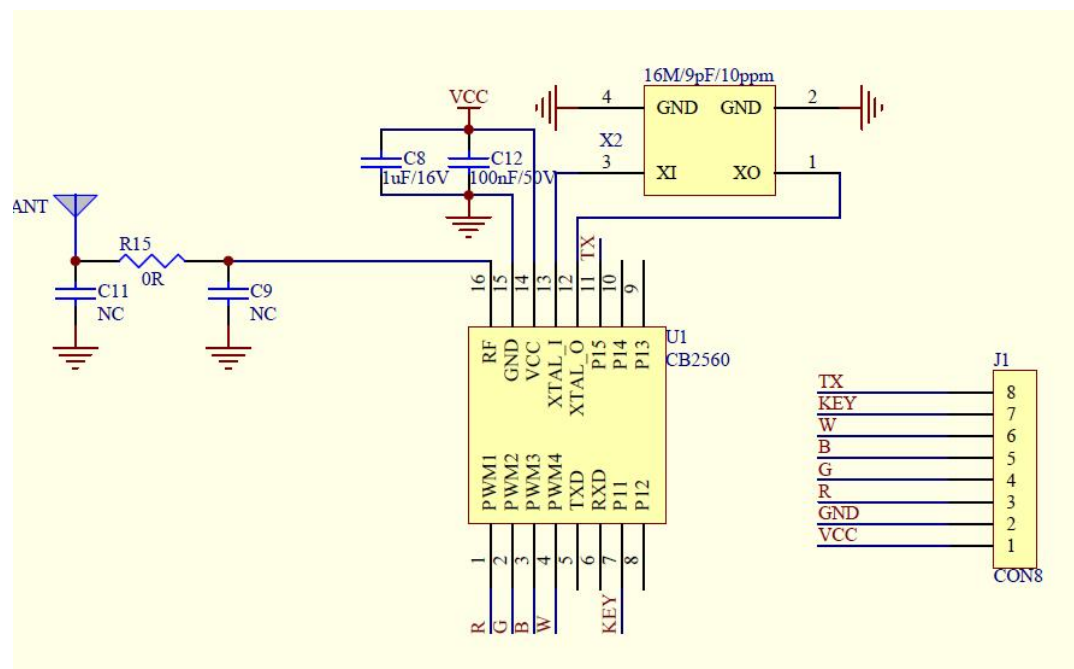 16M/9pF/10ppm
VCC
4
GND
GND
2
X2
3
XI
XO
1
C8
1uF/16V
C12
100nF/50V
ANT
R15
0R
C11
NC
C9
NC
TX
16
15
14
13
12
11
10
9
RF
GND
VCC
XTAL_I
XTAL_O
P15
P14
P13
U1
CB2560
PWM1
PWM2
PWM3
PWM4
TXD
RXD
P11
P12
1
2
3
4
5
6
7
8
R
G
B
W
KEY
J1
TX
8
KEY
7
W
6
B
5
G
4
R
3
GND
2
VCC
1
CON8